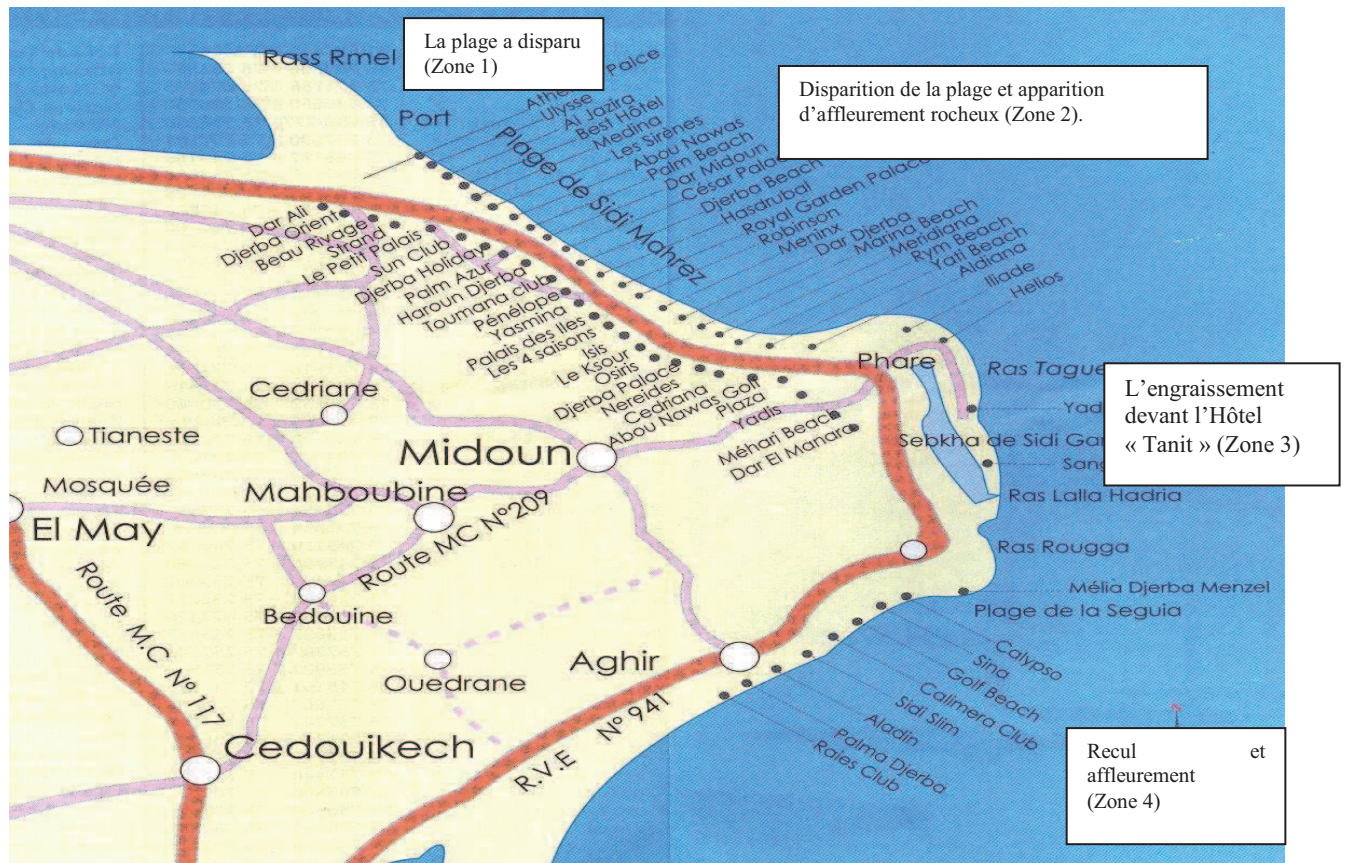 La plage a disparu
(Zone 1)
Disparition de la plage et apparition
d'affleurement rocheux (Zone 2).
L'engraissement
devant l'Hôtel
« Tanit » (Zone 3)
Recul et
affleurement
(Zone 4)
Rass Rmel
Port
Plage de Sidi Mahrez
Ulysse
Al Jazira
Best Hôtel
Medina
Les Sirènes
Abou Nawas
Palm Beach
Dar Midoun
César Palace
Djerba Beach
Hasdrubal
Royal Garden Palace
Robinson
Meninx
Dar Djerba
Marina Beach
Meridiana
Rym Beach
Yati Beach
Aldiana
Iliade
Helios
Dar Ali
Djerba Orient
Beau Rivage
Strand
Le Petit Palais
Sun Club
Djerba Holiday
Palm Azur
Haroun Djerba
Toumana club
Pénélope
Yasmina
Palais des Iles
Les 4 saisons
Isis
Le Ksour
Osiris
Djerba Palace
Nereides
Cedriana
Abou Nawas Golf
Plaza
Yadis
Méhari Beach
Dar El Manara
Phare
Ras Tague
Yad
Sebkha de Sidi Gar
Sang
Ras Lalla Hadria
Ras Rougga
Mélia Djerba Menzel
Plage de la Seguia
Calypso
Sina
Golf Beach
Calimera Club
Sidi Slim
Aladin
Palma Djerba
Raies Club
Cedriane
Tianeste
Midoun
Mosquée
Mahboubine
El May
Route MC N°209
Route M.C N° 117
Bedouine
Ouedrane
Aghir
Cedouikech
R.V.E N° 941